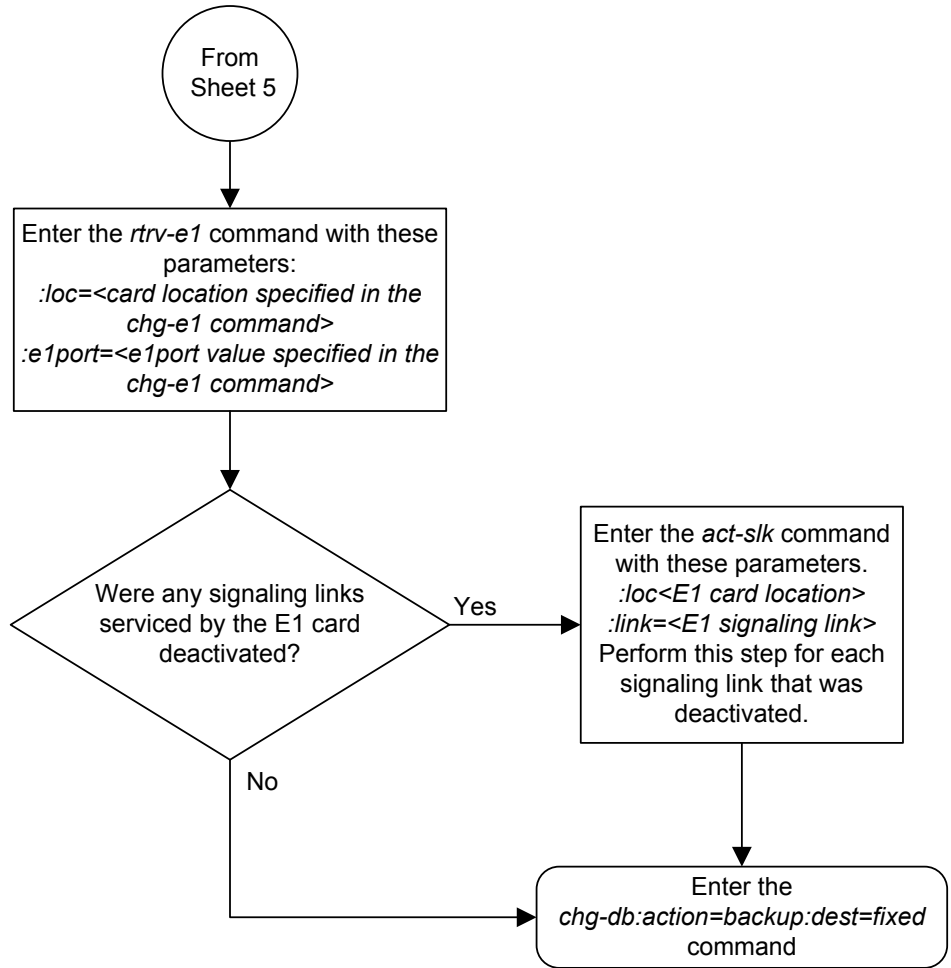 From
Sheet 5
Enter the rtrv-e1 command with these
parameters:
:loc=<card location specified in the
chg-e1 command>
:e1port=<e1port value specified in the
chg-e1 command>
Were any signaling links
serviced by the E1 card
deactivated?
Yes
Enter the act-slk command
with these parameters.
:loc<E1 card location>
:link=<E1 signaling link>
Perform this step for each
signaling link that was
deactivated.
No
Enter the
chg-db:action=backup:dest=fixed
command